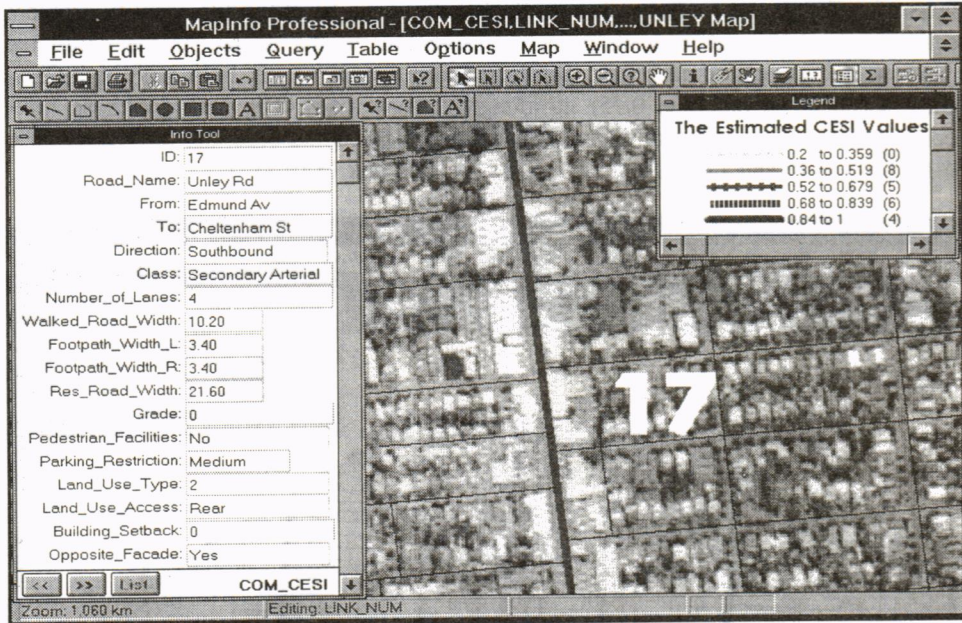 MapInfo Professional - [COM_CESI,LINK_NUM,...,UNLEY Map]
File Edit Objects Query Table Options Map Window Help
Info Tool
ID: 17
Road_Name: Unley Rd
From: Edmund Av
To: Cheltenham St
Direction: Southbound
Class: Secondary Arterial
Number_of_Lanes: 4
Walked_Road_Width: 10.20
Footpath_Width_L: 3.40
Footpath_Width_R: 3.40
Res_Road_Width: 21.60
Grade: 0
Pedestrian_Facilities: No
Parking_Restriction: Medium
Land_Use_Type: 2
Land_Use_Access: Rear
Building_Setback: 0
Opposite_Facade: Yes
<< >> List COM_CESI
Legend
The Estimated CESI Values
0.2 to 0.359 (0)
0.36 to 0.519 (8)
0.52 to 0.679 (5)
0.68 to 0.839 (6)
0.84 to 1 (4)
17
Zoom: 1.060 km Editing: LINK_NUM